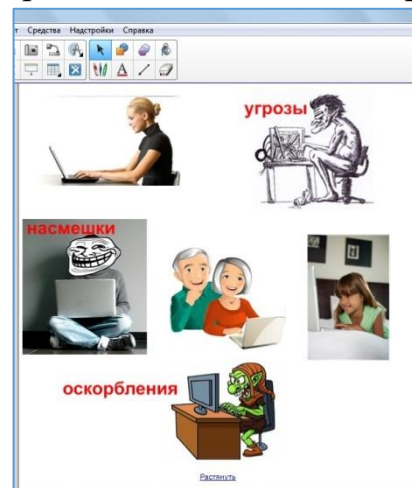 Средства Надстройки Справка
угрозы
насмешки
оскорбления
Растянуть